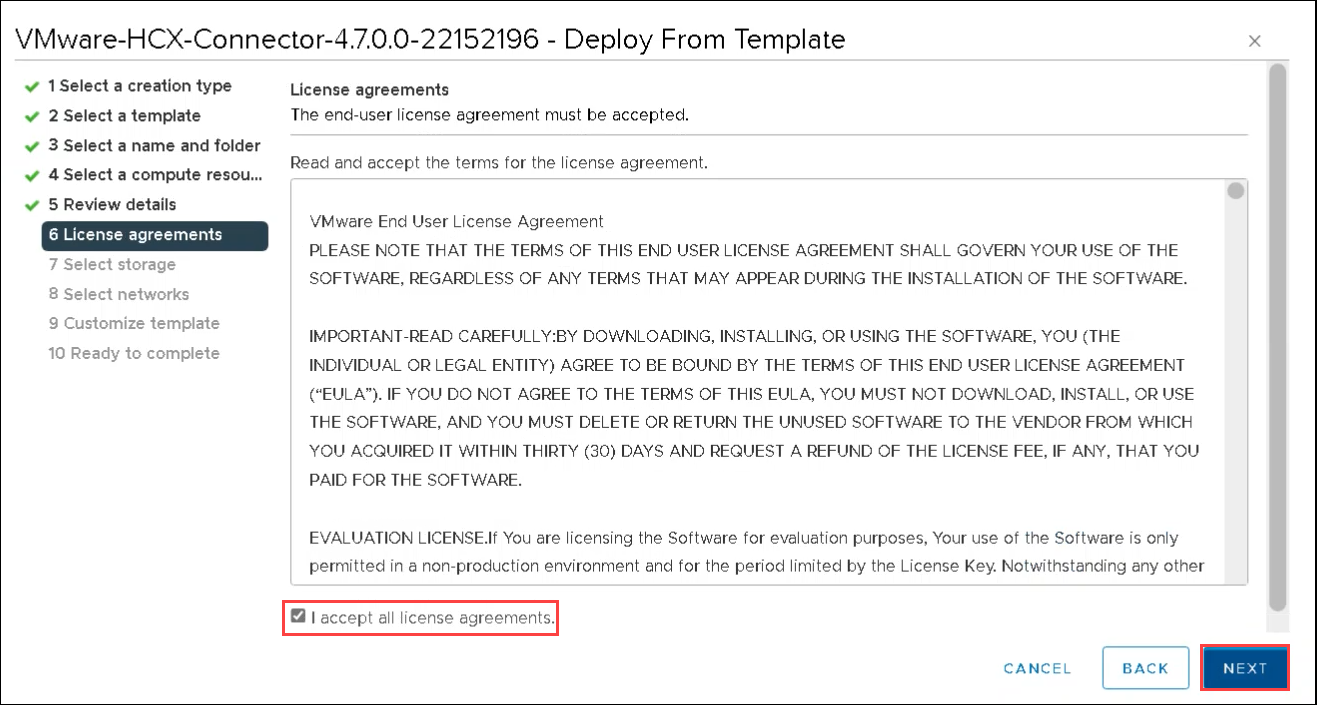 VMware-HCX-Connector-4.7.0.0-22152196 - Deploy From Template
1 Select a creation type
2 Select a template
3 Select a name and folder
4 Select a compute resou...
5 Review details
6 License agreements
7 Select storage
8 Select networks
9 Customize template
10 Ready to complete
License agreements
The end-user license agreement must be accepted.
Read and accept the terms for the license agreement.
VMware End User License Agreement
PLEASE NOTE THAT THE TERMS OF THIS END USER LICENSE AGREEMENT SHALL GOVERN YOUR USE OF THE
SOFTWARE, REGARDLESS OF ANY TERMS THAT MAY APPEAR DURING THE INSTALLATION OF THE SOFTWARE.
IMPORTANT-READ CAREFULLY:BY DOWNLOADING, INSTALLING, OR USING THE SOFTWARE, YOU (THE
INDIVIDUAL OR LEGAL ENTITY) AGREE TO BE BOUND BY THE TERMS OF THIS END USER LICENSE AGREEMENT
(“EULA”). IF YOU DO NOT AGREE TO THE TERMS OF THIS EULA, YOU MUST NOT DOWNLOAD, INSTALL, OR USE
THE SOFTWARE, AND YOU MUST DELETE OR RETURN THE UNUSED SOFTWARE TO THE VENDOR FROM WHICH
YOU ACQUIRED IT WITHIN THIRTY (30) DAYS AND REQUEST A REFUND OF THE LICENSE FEE, IF ANY, THAT YOU
PAID FOR THE SOFTWARE.
EVALUATION LICENSE.If You are licensing the Software for evaluation purposes, Your use of the Software is only
permitted in a non-production environment and for the period limited by the License Key. Notwithstanding any other
I accept all license agreements.
CANCEL
BACK
NEXT